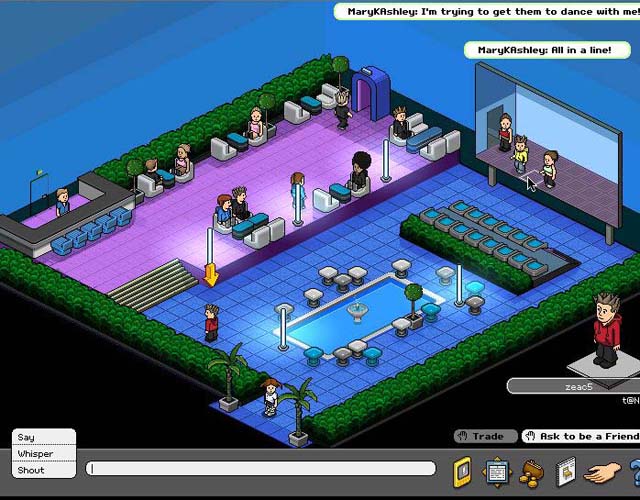 MaryKAshley: I'm trying to get them to dance with me!
MaryKAshley: All in a line!
zeac5
t@N
Trade
Ask to be a Friend
Say
Whisper
Shout